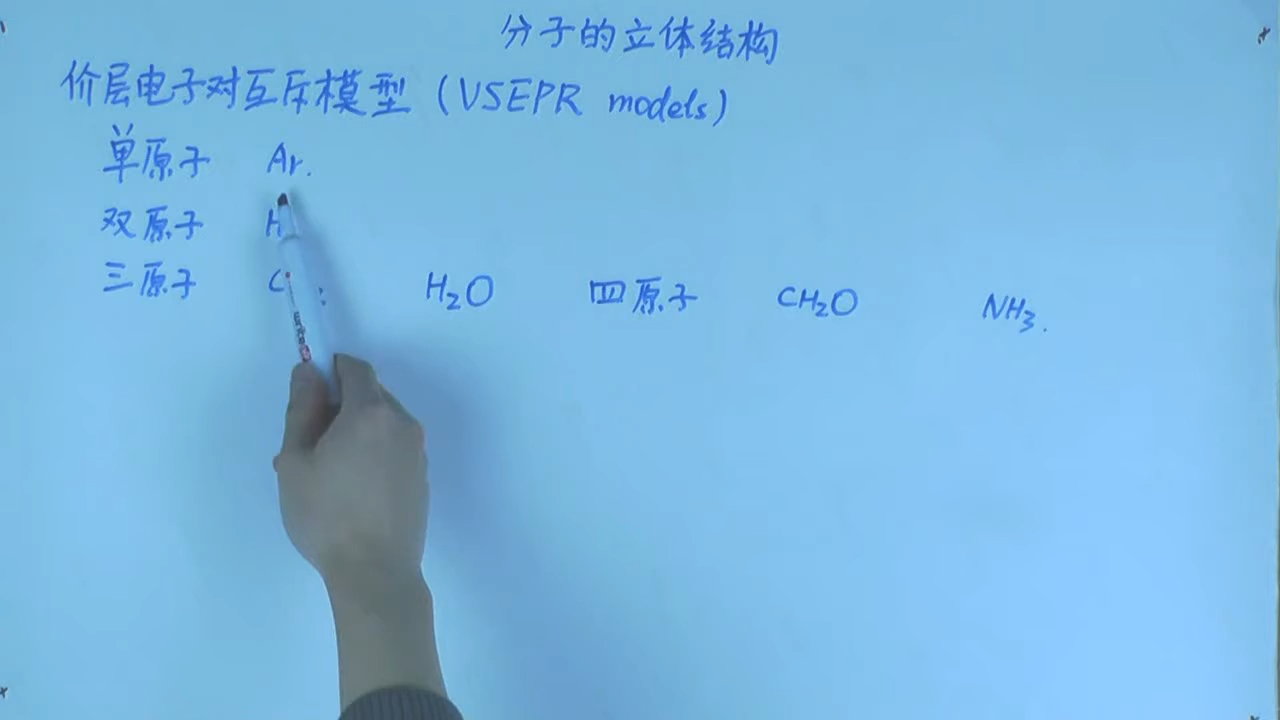 分子的立体结构
价层电子对互斥模型 (VSEPR models)
单原子 Ar.
双原子 H
三原子 C H₂O 四原子 CH₂O NH₃.